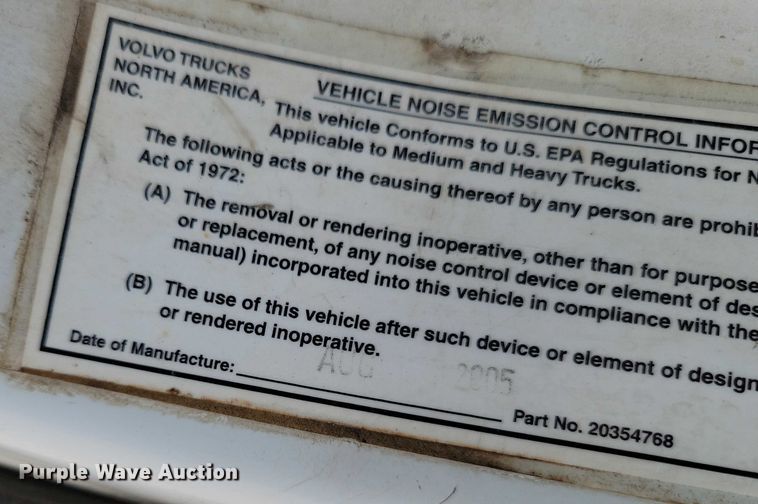 VOLVO TRUCKS
NORTH AMERICA,
INC.
VEHICLE NOISE EMISSION CONTROL
This vehicle Conforms to U.S. EPA Regulations for
Applicable to Medium and Heavy Trucks.
The following acts or the causing thereof by any person are
Act of 1972:
(A) The removal or rendering inoperative, other than for
or replacement, of any noise control device or element of
manual) incorporated into this vehicle in compliance with the
(B) The use of this vehicle after such device or element of design
or rendered inoperative.
Date of Manufacture: AUG 2005
Part No. 20354768
Purple Wave Auction